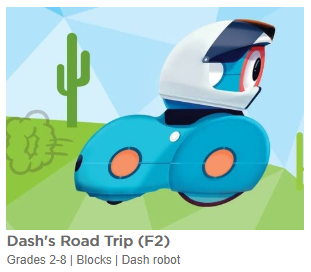 Dash's Road Trip (F2)
Grades 2-8 | Blocks | Dash robot